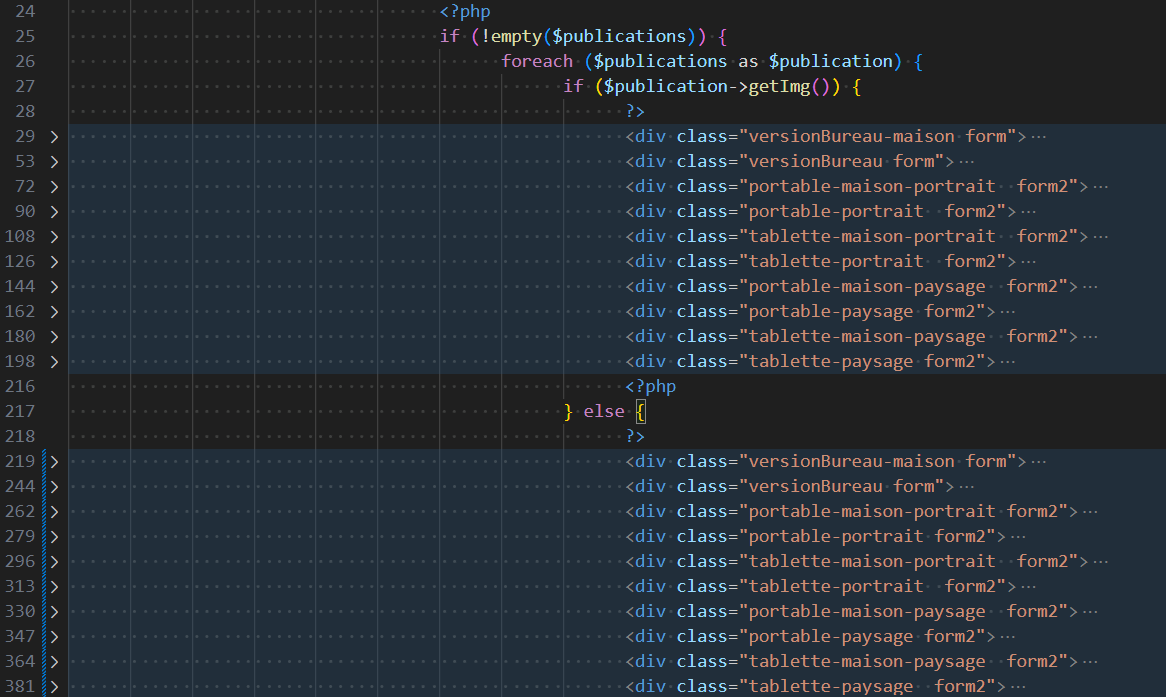 24 <?php
25 if (!empty($publications)) {
26 foreach ($publications as $publication) {
27 if ($publication->getImg()) {
28 ?>
29 <div class="versionBureau-maison form">…
53 <div class="versionBureau form">…
72 <div class="portable-maison-portrait  form2">…
90 <div class="portable-portrait  form2">…
108 <div class="tablette-maison-portrait  form2">…
126 <div class="tablette-portrait  form2">…
144 <div class="portable-maison-paysage  form2">…
162 <div class="portable-paysage form2">…
180 <div class="tablette-maison-paysage  form2">…
198 <div class="tablette-paysage form2">…
216 <?php
217 } else {
218 ?>
219 <div class="versionBureau-maison form">…
244 <div class="versionBureau form">…
262 <div class="portable-maison-portrait form2">…
279 <div class="portable-portrait form2">…
296 <div class="tablette-maison-portrait  form2">…
313 <div class="tablette-portrait  form2">…
330 <div class="portable-maison-paysage  form2">…
347 <div class="portable-paysage form2">…
364 <div class="tablette-maison-paysage  form2">…
381 <div class="tablette-paysage  form2">…